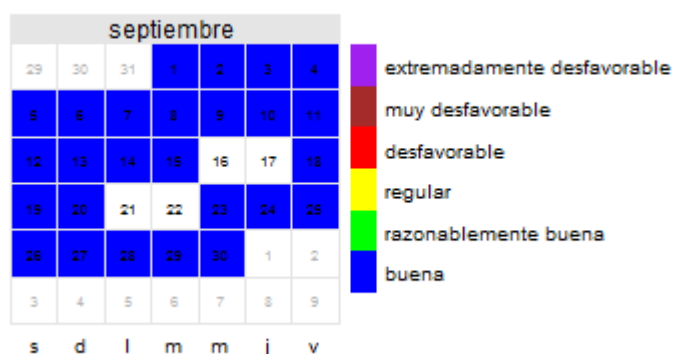 septiembre
29 30 31 1 2 3 4
5 6 7 8 9 10 11
12 13 14 15 16 17 18
19 20 21 22 23 24 25
26 27 28 29 30 1 2
3 4 5 6 7 8 9
s d l m m j v
extremadamente desfavorable
muy desfavorable
desfavorable
regular
razonablemente buena
buena